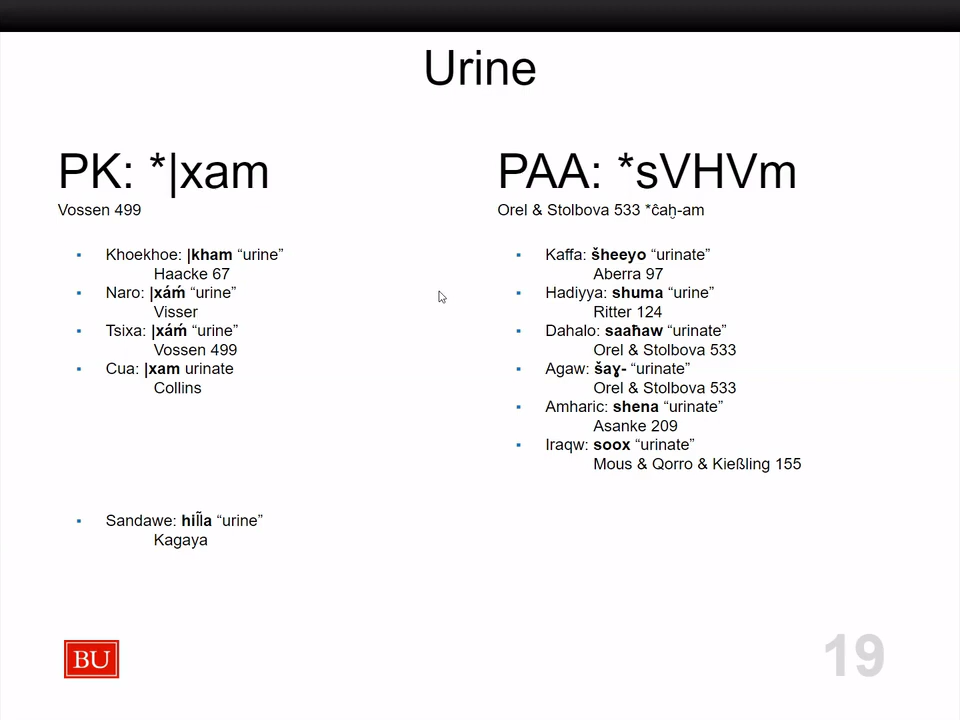 Urine
PK: *|xam
Vossen 499
▪ Khoekhoe: |kham “urine”
Haacke 67
▪ Naro: |xáḿ “urine”
Visser
▪ Tsixa: |xáḿ “urine”
Vossen 499
▪ Cua: |xam urinate
Collins
▪ Sandawe: hil̃la “urine”
Kagaya
PAA: *sVHVm
Orel & Stolbova 533 *ĉaḫ-am
▪ Kaffa: šheeyo “urinate”
Aberra 97
▪ Hadiyya: shuma “urine”
Ritter 124
▪ Dahalo: saaħaw “urinate”
Orel & Stolbova 533
▪ Agaw: šaɣ- “urinate”
Orel & Stolbova 533
▪ Amharic: shena “urinate”
Asanke 209
▪ Iraqw: soox “urinate”
Mous & Qorro & Kießling 155
BU
19